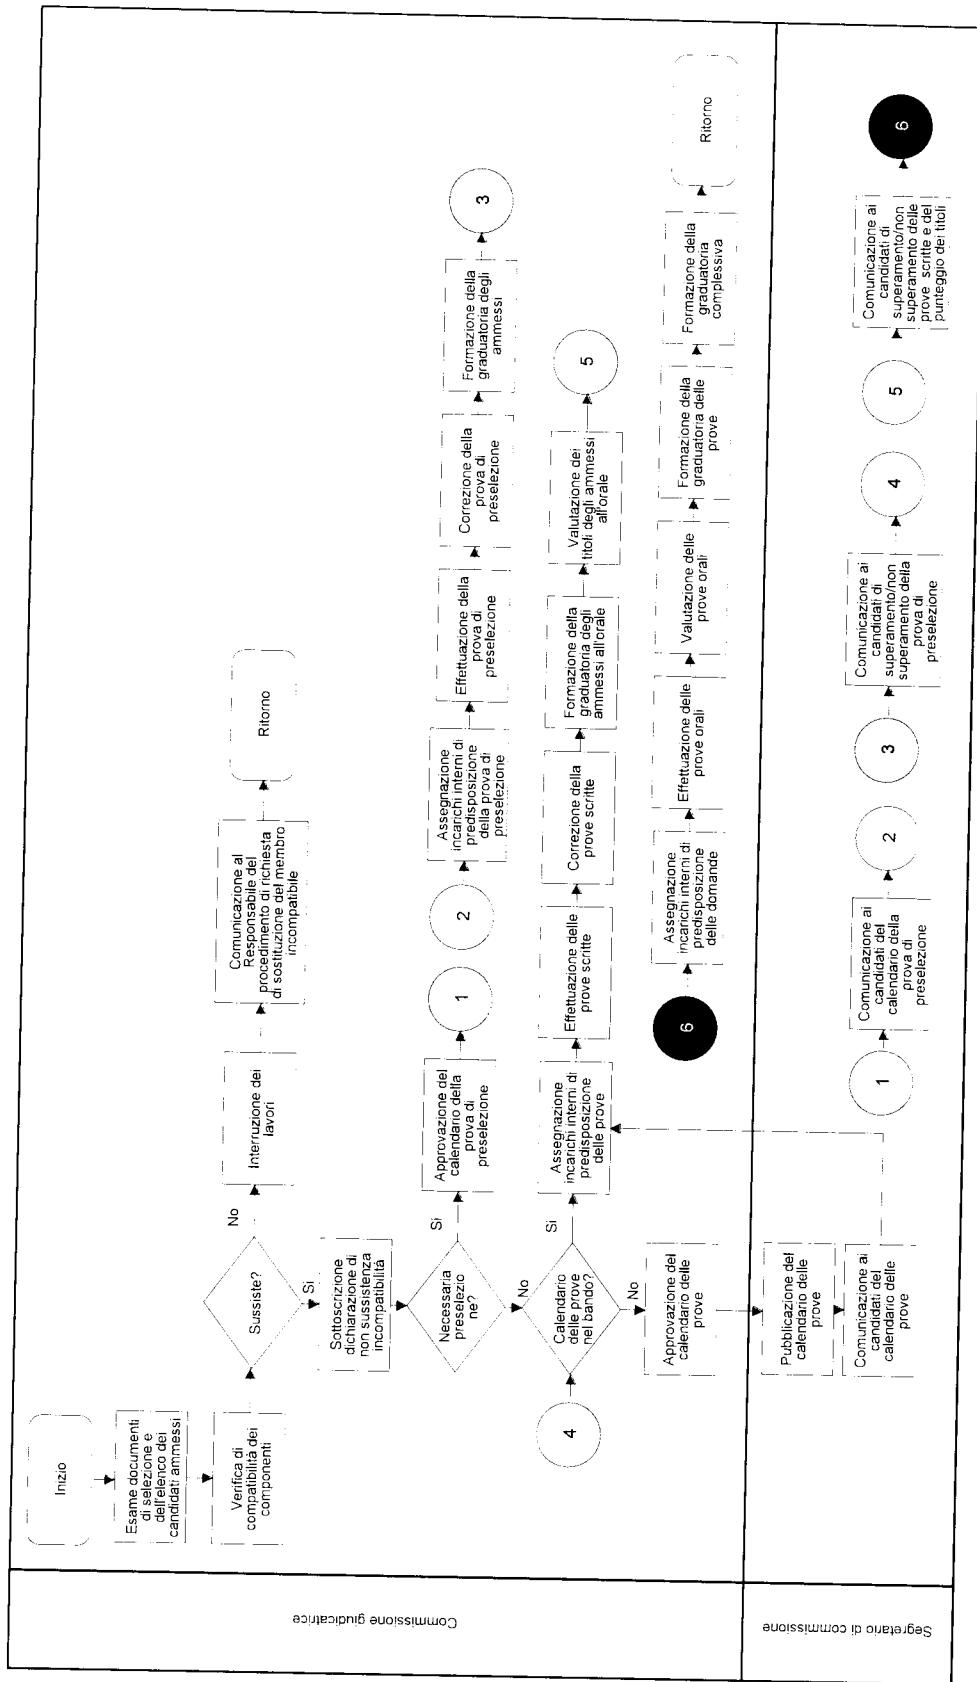 Commissione giudicatrice
Inizio
Esame documenti
di selezione e
dell'elenco dei
candidati ammessi
Verifica di
compatibilità dei
componenti
Sussiste?
No
Interruzione dei
lavori
Comunicazione al
Responsabile del
procedimento di richiesta
di sostituzione del membro
incompatibile
Ritorno
Si
Sottoscrizione
dichiarazione di
non sussistenza
incompatibilità
Necessaria
preselezio
ne?
Si
Approvazione del
calendario della
prova di
preselezione
1
2
Assegnazione
incarichi interni di
predisposizione
della prova di
preselezione
Effettuazione della
prova di
preselezione
Correzione della
prova di
preselezione
Formazione della
graduatoria degli
ammessi
3
No
4
Calendario
delle prove
nel bando?
Si
Assegnazione
incarichi interni di
predisposizione
delle prove
Effettuazione delle
prove scritte
Correzione della
prove scritte
Formazione della
graduatoria degli
ammessi all'orale
Valutazione dei
titoli degli ammessi
all'orale
5
No
Approvazione del
calendario delle
prove
6
Assegnazione
incarichi interni di
predisposizione
delle domande
Effettuazione delle
prove orali
Valutazione delle
prove orali
Formazione della
graduatoria delle
prove
Formazione della
graduatoria
complessiva
Ritorno
Segretario di commissione
Pubblicazione del
calendario delle
prove
Comunicazione ai
candidati del
calendario delle
prove
1
Comunicazione ai
candidati del
calendario della
prova di
preselezione
2
3
Comunicazione ai
candidati di
superamento/non
superamento della
prova di
preselezione
4
5
Comunicazione ai
candidati di
superamento/non
superamento delle
prove scritte e del
punteggio dei titoli
6